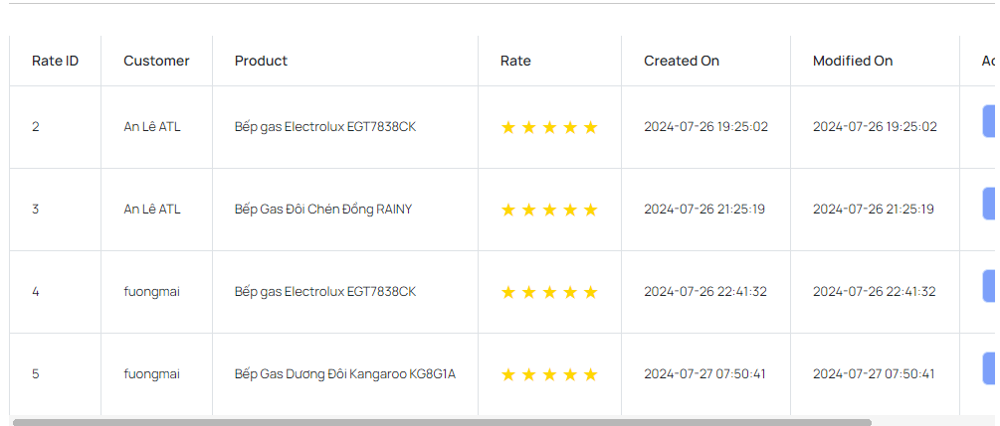 Rate ID Customer Product Rate Created On Modified On Ac
2 An Lê ATL Bếp gas Electrolux EGT7838CK ★ ★ ★ ★ ★ 2024-07-26 19:25:02 2024-07-26 19:25:02
3 An Lê ATL Bếp Gas Đôi Chén Đồng RAINY ★ ★ ★ ★ ★ 2024-07-26 21:25:19 2024-07-26 21:25:19
4 fuongmai Bếp gas Electrolux EGT7838CK ★ ★ ★ ★ ★ 2024-07-26 22:41:32 2024-07-26 22:41:32
5 fuongmai Bếp Gas Dương Đôi Kangaroo KG8G1A ★ ★ ★ ★ ★ 2024-07-27 07:50:41 2024-07-27 07:50:41